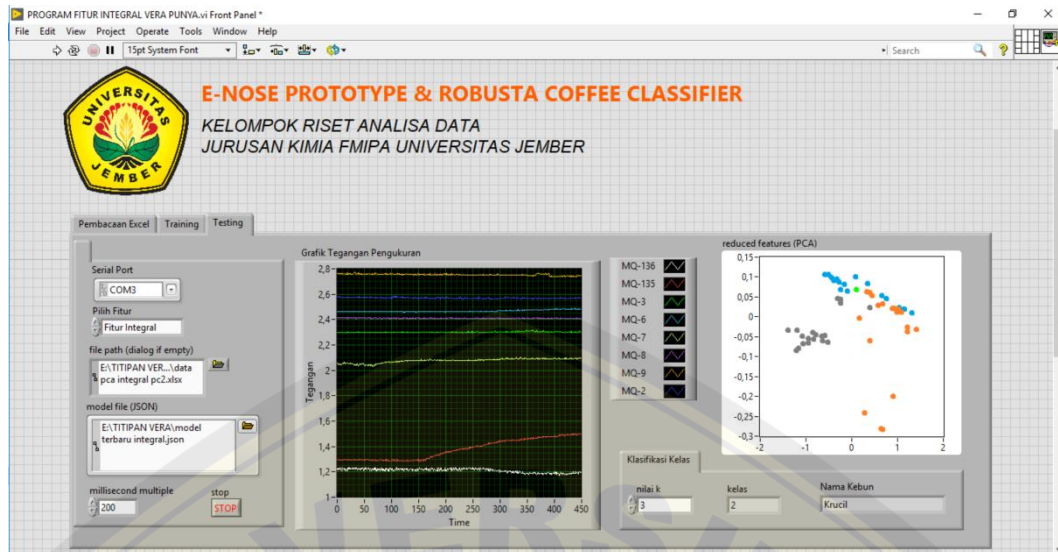 PROGRAM FITUR INTEGRAL VERA PUNYA.vi Front Panel *
File Edit View Project Operate Tools Window Help
15pt System Font
Search
UNIVERSITAS
JEMBER
E-NOSE PROTOTYPE & ROBUSTA COFFEE CLASSIFIER
KELOMPOK RISET ANALISA DATA
JURUSAN KIMIA FMIPA UNIVERSITAS JEMBER
Pembacaan Excel Training Testing
Serial Port
COM3
Pilih Fitur
Fitur Integral
file path (dialog if empty)
E:\TITIPAN VER...\data
pca integral pc2.xlsx
model file (JSON)
E:\TITIPAN VERA\model
terbaru integral.json
millisecond multiple
200
stop
STOP
Grafik Tegangan Pengukuran
Tegangan
2,8
2,6
2,4
2,2
2
1,8
1,6
1,4
1,2
1
0 50 100 150 200 250 300 350 400 450
Time
MQ-136
MQ-135
MQ-3
MQ-6
MQ-7
MQ-8
MQ-9
MQ-2
reduced features (PCA)
0,15
0,1
0,05
0
-0,05
-0,1
-0,15
-0,2
-0,25
-0,3
-2 -1 0 1 2
Klasifikasi Kelas
nilai k
3
kelas
2
Nama Kebun
Krucil